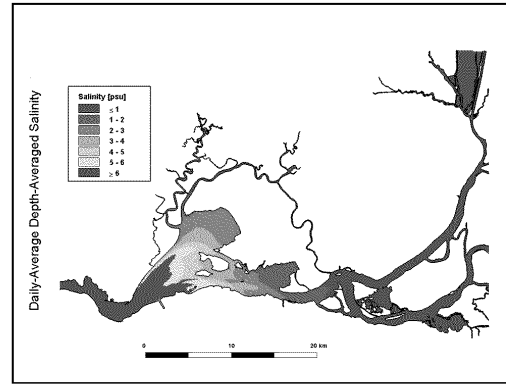 Daily-Average Depth-Averaged Salinity
Salinity [psu]
≤ 1
1 - 2
2 - 3
3 - 4
4 - 5
5 - 6
≥ 6
0 10 20 km